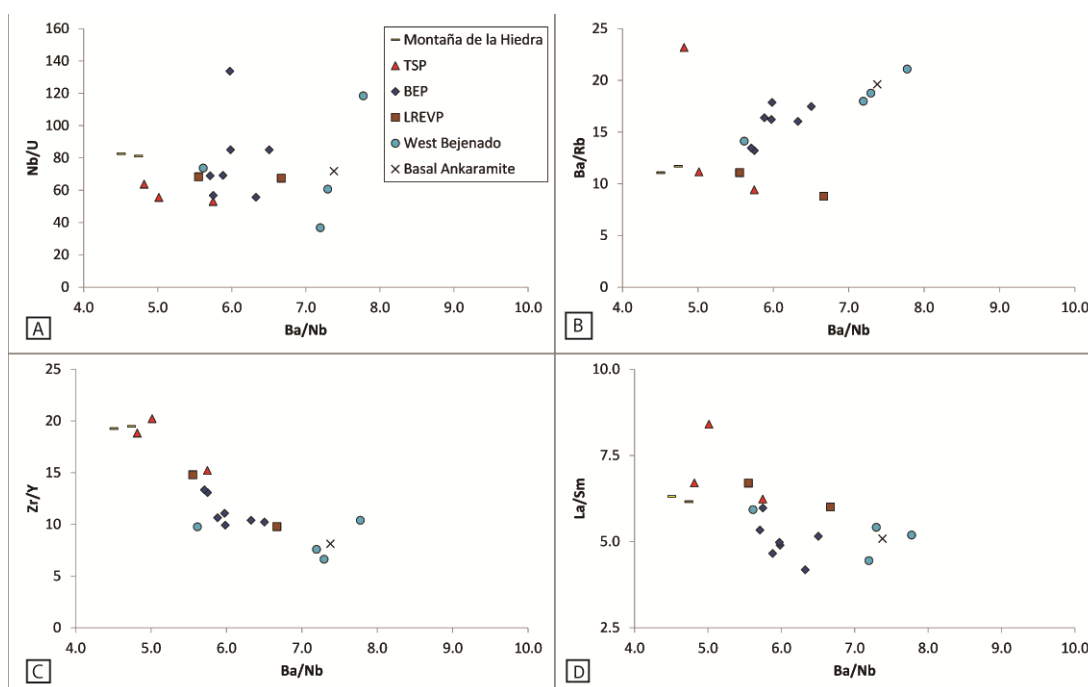 160
140
120
100
80
60
40
20
0
Nb/U
4.0 5.0 6.0 7.0 8.0 9.0 10.0
Ba/Nb
A
Montaña de la Hiedra
TSP
BEP
LREVP
West Bejenado
Basal Ankaramite
25
20
15
10
5
0
Ba/Rb
4.0 5.0 6.0 7.0 8.0 9.0 10.0
Ba/Nb
B
25
20
15
10
5
0
Zr/Y
4.0 5.0 6.0 7.0 8.0 9.0 10.0
Ba/Nb
C
10.0
7.5
5.0
2.5
La/Sm
4.0 5.0 6.0 7.0 8.0 9.0 10.0
Ba/Nb
D